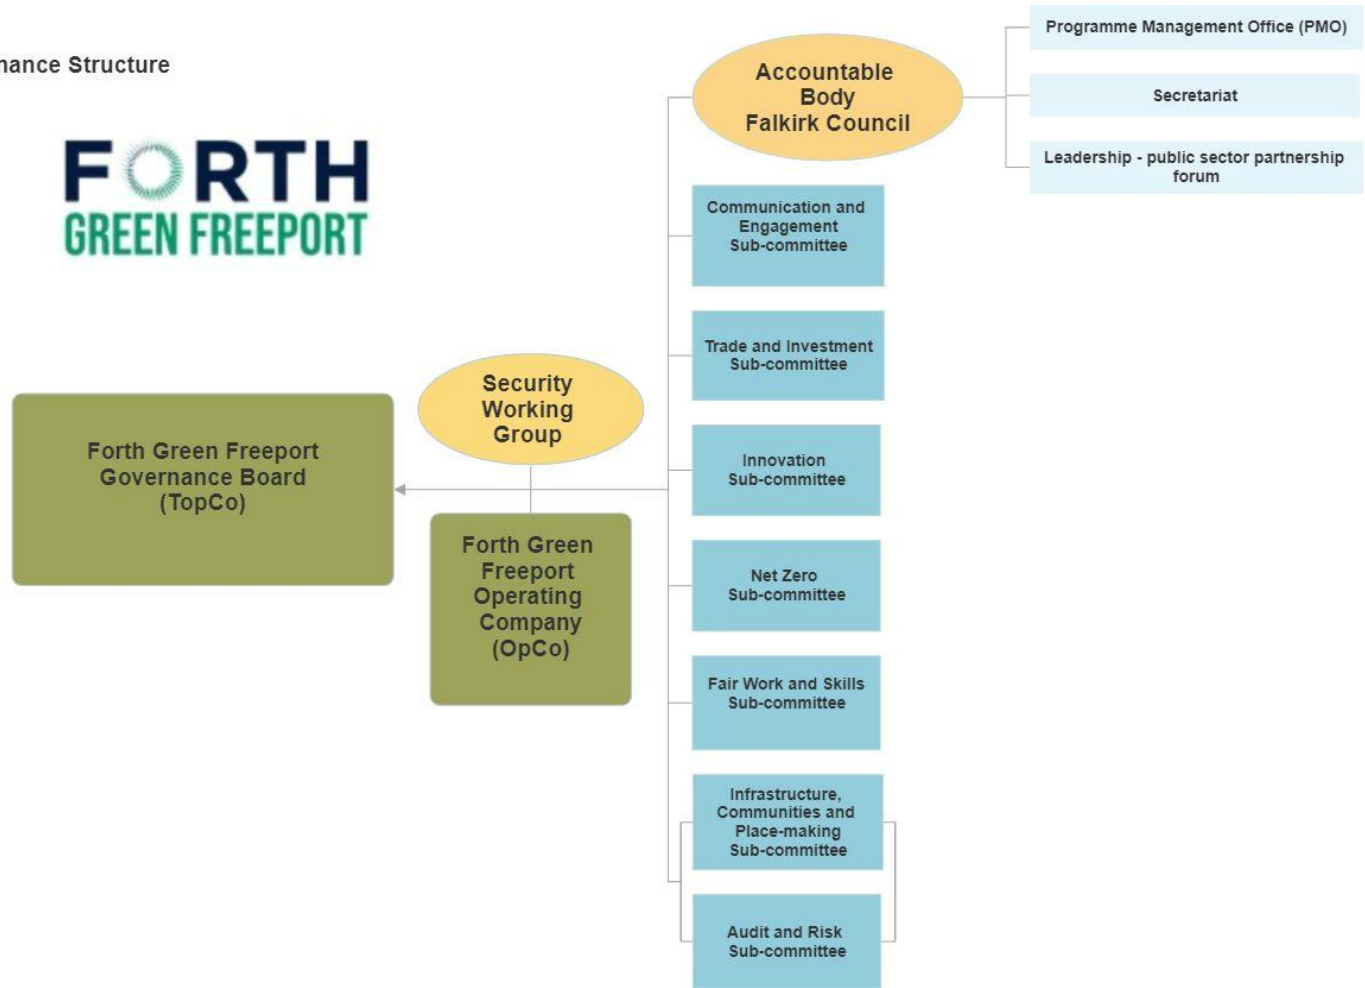 nance Structure
FORTH
GREEN FREEPORT
Accountable
Body
Falkirk Council
Programme Management Office (PMO)
Secretariat
Leadership - public sector partnership
forum
Communication and
Engagement
Sub-committee
Trade and Investment
Sub-committee
Security
Working
Group
Forth Green Freeport
Governance Board
(TopCo)
Innovation
Sub-committee
Forth Green
Freeport
Operating
Company
(OpCo)
Net Zero
Sub-committee
Fair Work and Skills
Sub-committee
Infrastructure,
Communities and
Place-making
Sub-committee
Audit and Risk
Sub-committee